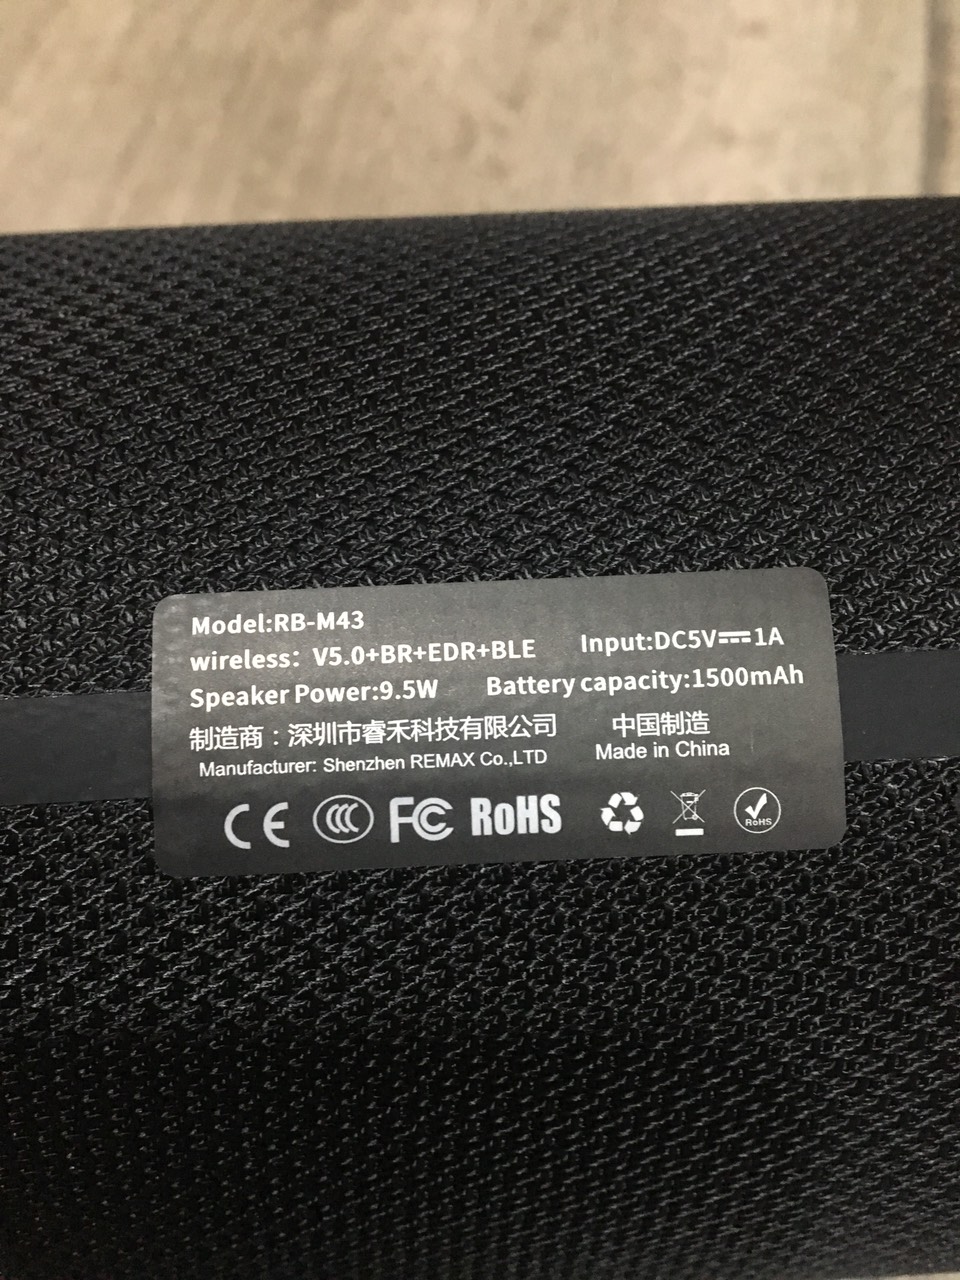 Model:RB-M43
wireless: V5.0+BR+EDR+BLE Input:DC5V⎓1A
Speaker Power:9.5W Battery capacity:1500mAh
制造商：深圳市睿禾科技有限公司 中国制造
Manufacturer: Shenzhen REMAX Co.,LTD Made in China
CE CCC FC RoHS RoHS